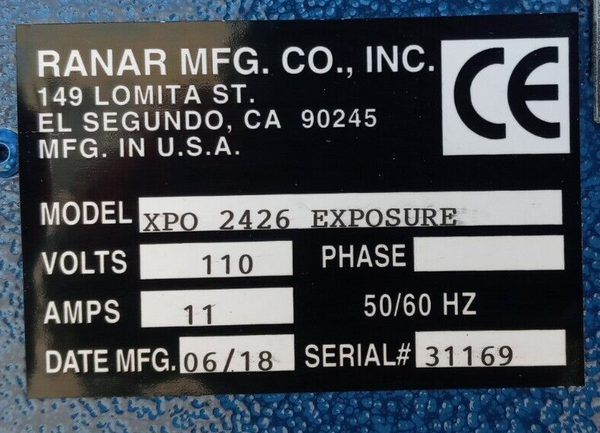 RANAR MFG. CO., INC.
149 LOMITA ST.
EL SEGUNDO, CA 90245
MFG. IN U.S.A.
CE
MODEL XPO 2426 EXPOSURE
VOLTS 110 PHASE
AMPS 11 50/60 HZ
DATE MFG. 06/18 SERIAL# 31169